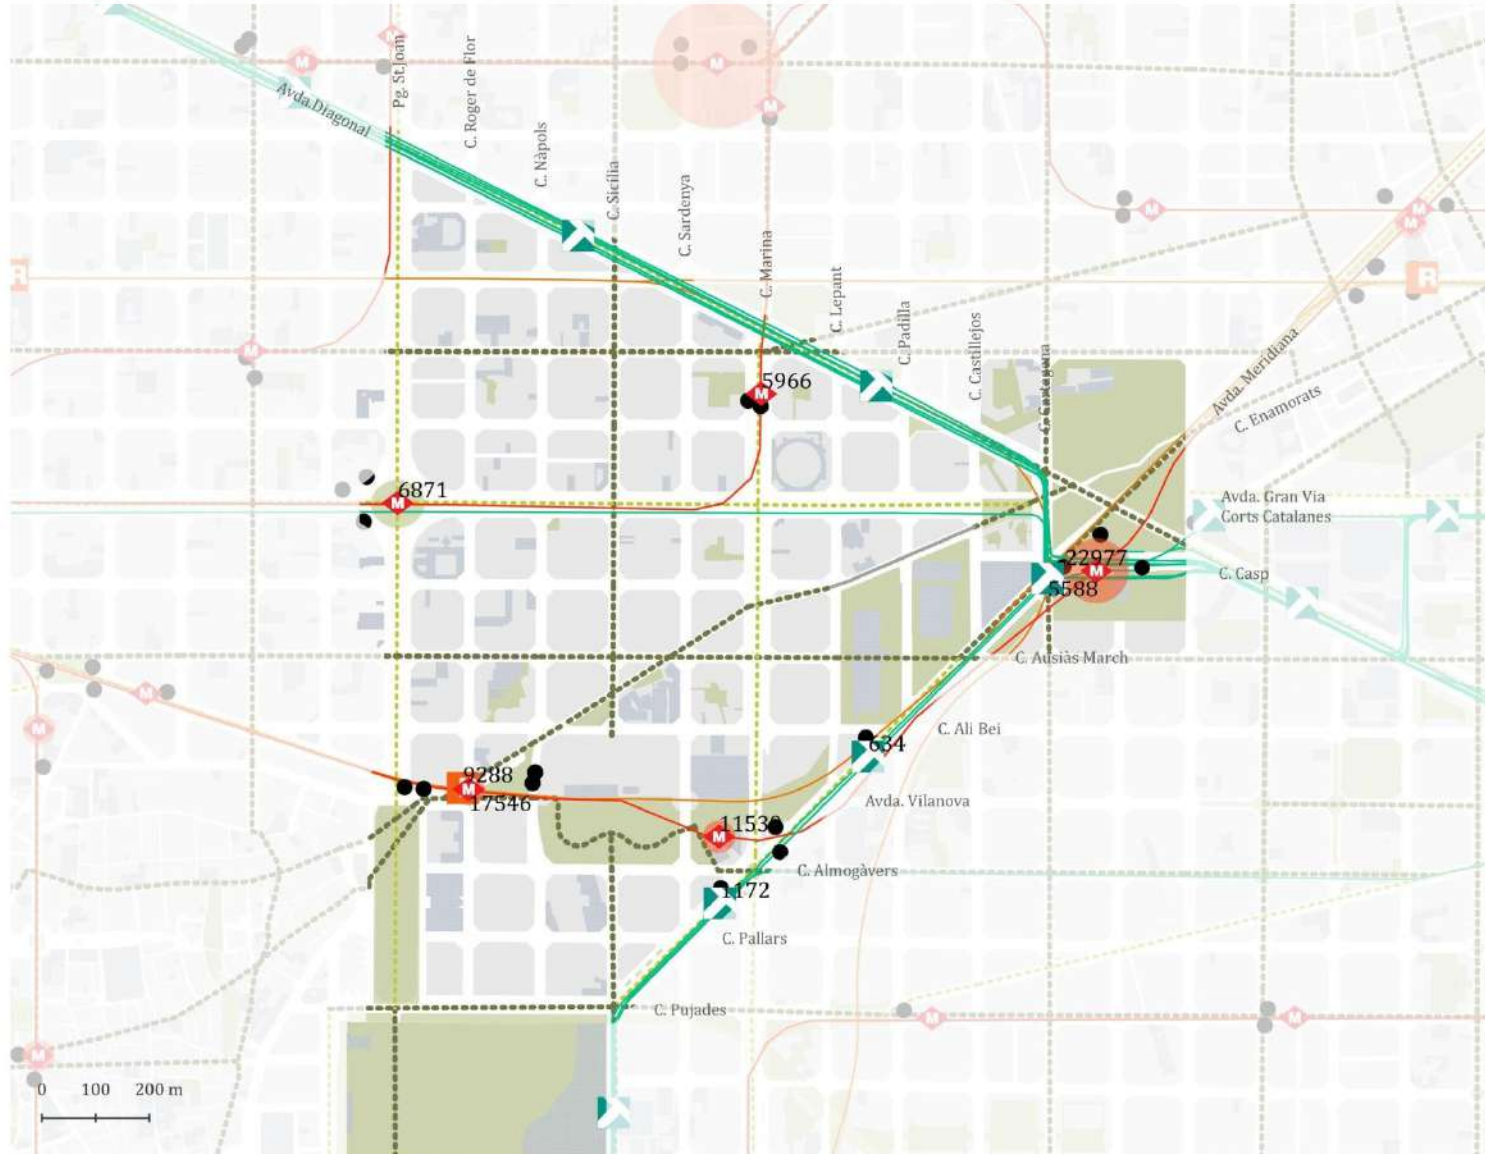 Avda.Diagonal
Pg. St.Joan
C. Roger de Flor
C. Nàpols
C. Sicília
C. Sardenya
C. Marina
C. Lepant
C. Padilla
C. Castillejos
Avda. Meridiana
C. Enamorats
M
M
M
M
M
M
R
R
M
M
5966
M
6871
M
Avda. Gran Via
Corts Catalanes
22977
M
5588
C. Casp
C. Ausiàs March
M
M
C. Ali Bei
634
9288
M
17546
Avda. Vilanova
M
C. Almogàvers
1172
C. Pallars
C. Pujades
M
M
M
0 100 200 m